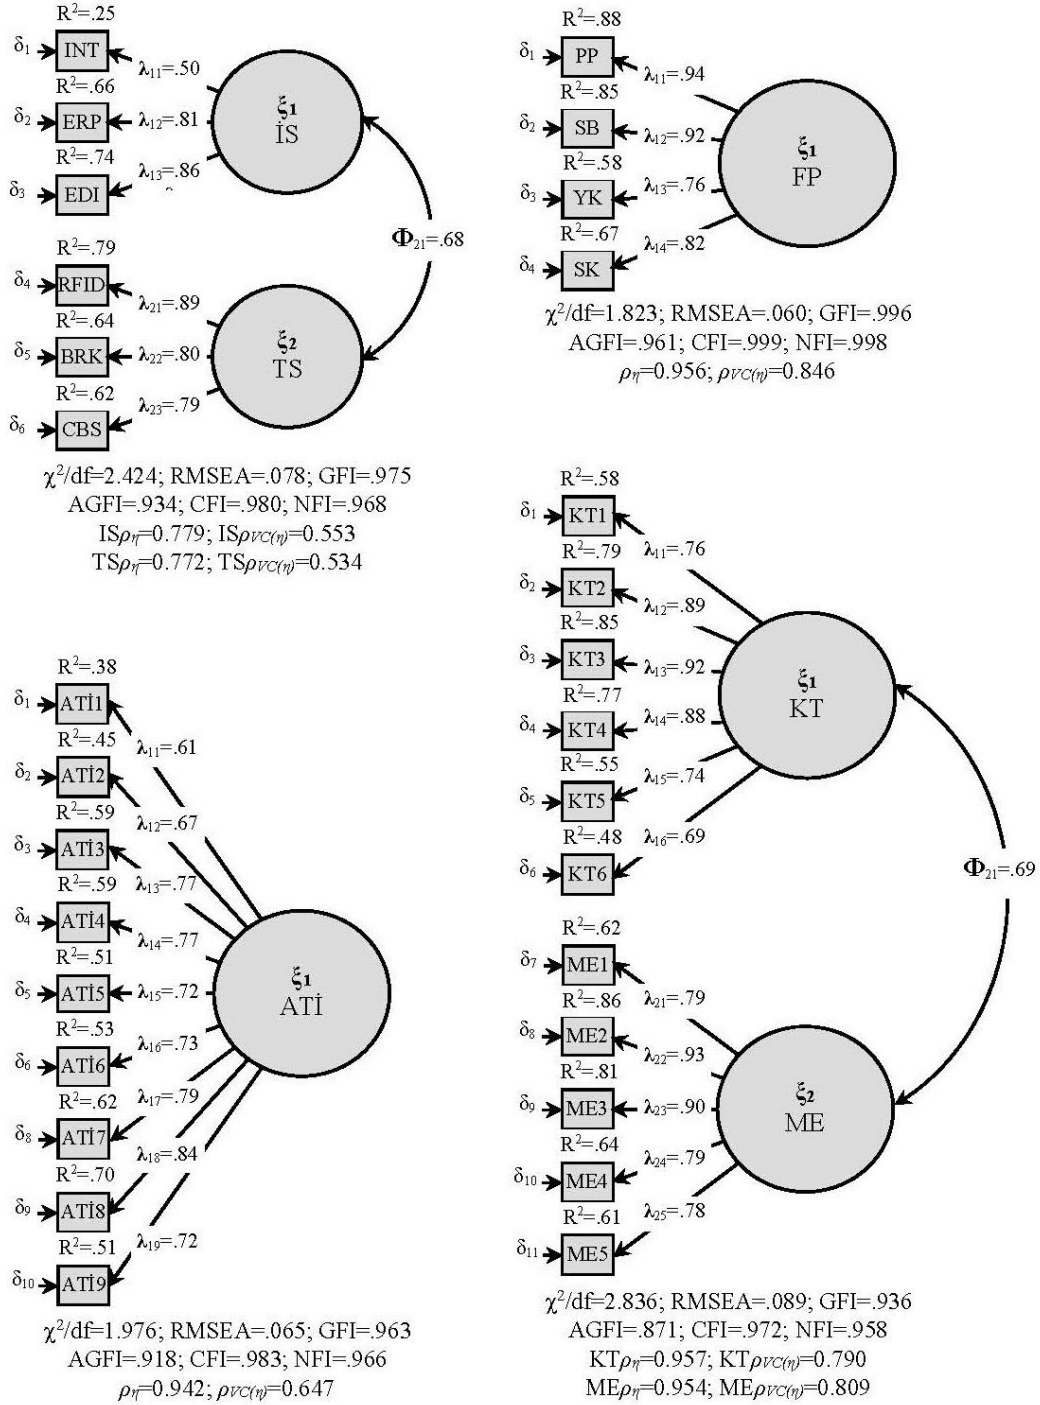 R²=.25
δ₁ INT λ₁₁=.50
R²=.66
δ₂ ERP λ₁₂=.81
R²=.74
δ₃ EDI λ₁₃=.86
ξ₁
İS
Φ₂₁=.68
R²=.79
δ₄ RFID λ₂₁=.89
R²=.64
δ₅ BRK λ₂₂=.80
R²=.62
δ₆ CBS λ₂₃=.79
ξ₂
TS
χ²/df=2.424; RMSEA=.078; GFI=.975
AGFI=.934; CFI=.980; NFI=.968
ISρη=0.779; ISρVC(η)=0.553
TSρη=0.772; TSρVC(η)=0.534
R²=.88
δ₁ PP λ₁₁=.94
R²=.85
δ₂ SB λ₁₂=.92
R²=.58
δ₃ YK λ₁₃=.76
R²=.67
δ₄ SK λ₁₄=.82
ξ₁
FP
χ²/df=1.823; RMSEA=.060; GFI=.996
AGFI=.961; CFI=.999; NFI=.998
ρη=0.956; ρVC(η)=0.846
R²=.38
δ₁ ATİ1 λ₁₁=.61
R²=.45
δ₂ ATİ2 λ₁₂=.67
R²=.59
δ₃ ATİ3 λ₁₃=.77
R²=.59
δ₄ ATİ4 λ₁₄=.77
R²=.51
δ₅ ATİ5 λ₁₅=.72
R²=.53
δ₆ ATİ6 λ₁₆=.73
R²=.62
δ₈ ATİ7 λ₁₇=.79
R²=.70
δ₉ ATİ8 λ₁₈=.84
R²=.51
δ₁₀ ATİ9 λ₁₉=.72
ξ₁
ATİ
χ²/df=1.976; RMSEA=.065; GFI=.963
AGFI=.918; CFI=.983; NFI=.966
ρη=0.942; ρVC(η)=0.647
R²=.58
δ₁ KT1 λ₁₁=.76
R²=.79
δ₂ KT2 λ₁₂=.89
R²=.85
δ₃ KT3 λ₁₃=.92
R²=.77
δ₄ KT4 λ₁₄=.88
R²=.55
δ₅ KT5 λ₁₅=.74
R²=.48
δ₆ KT6 λ₁₆=.69
ξ₁
KT
Φ₂₁=.69
R²=.62
δ₇ ME1 λ₂₁=.79
R²=.86
δ₈ ME2 λ₂₂=.93
R²=.81
δ₉ ME3 λ₂₃=.90
R²=.64
δ₁₀ ME4 λ₂₄=.79
R²=.61
δ₁₁ ME5 λ₂₅=.78
ξ₂
ME
χ²/df=2.836; RMSEA=.089; GFI=.936
AGFI=.871; CFI=.972; NFI=.958
KTρη=0.957; KTρVC(η)=0.790
MEρη=0.954; MEρVC(η)=0.809